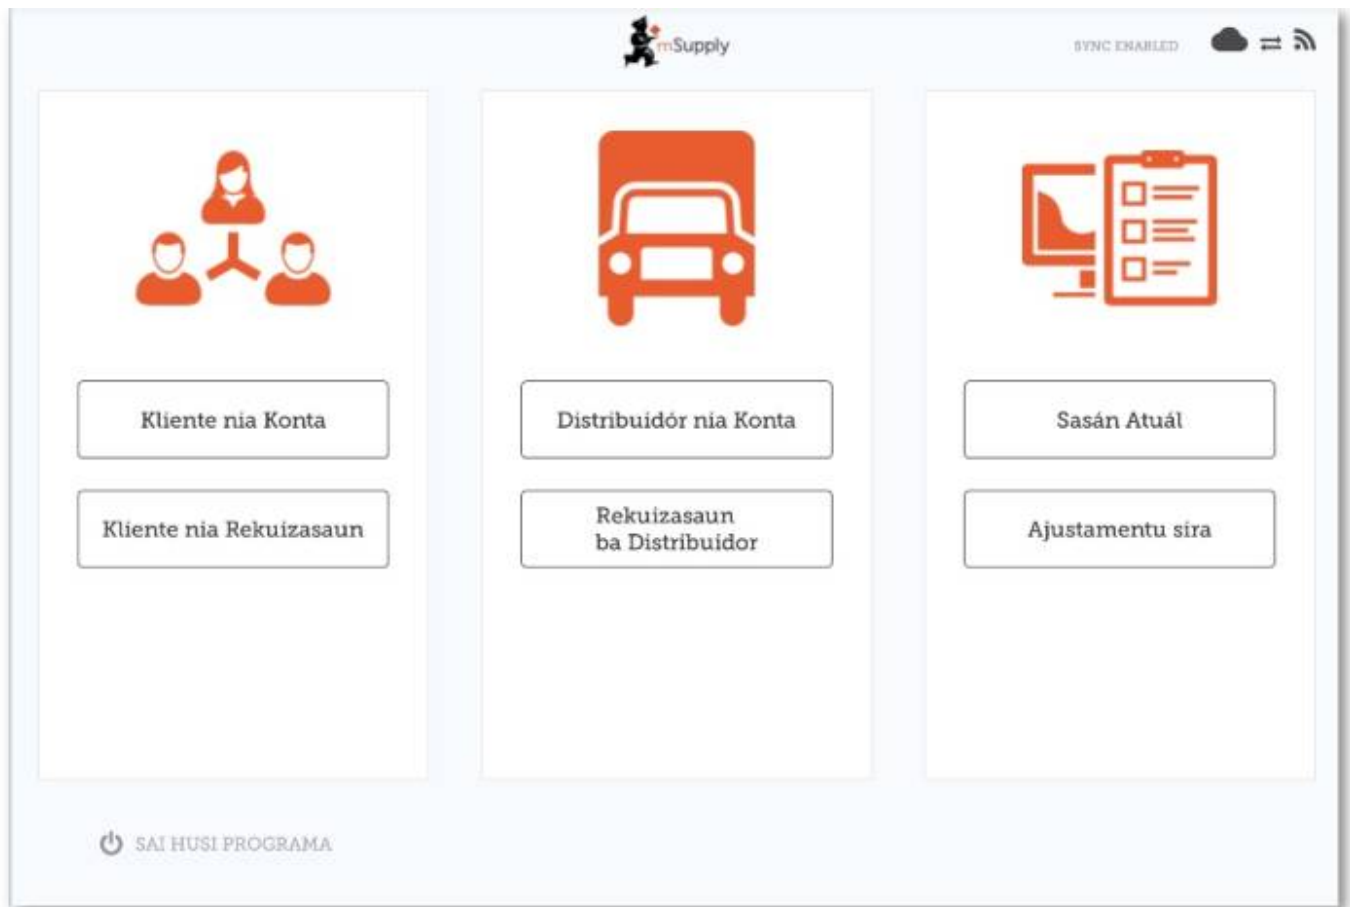 mSupply
SYNC ENABLED
Kliente nia Konta
Kliente nia Rekuizasaun
Distribuidór nia Konta
Rekuizasaun
ba Distribuidor
Sasán Atuál
Ajustamentu sira
SAI HUSI PROGRAMA